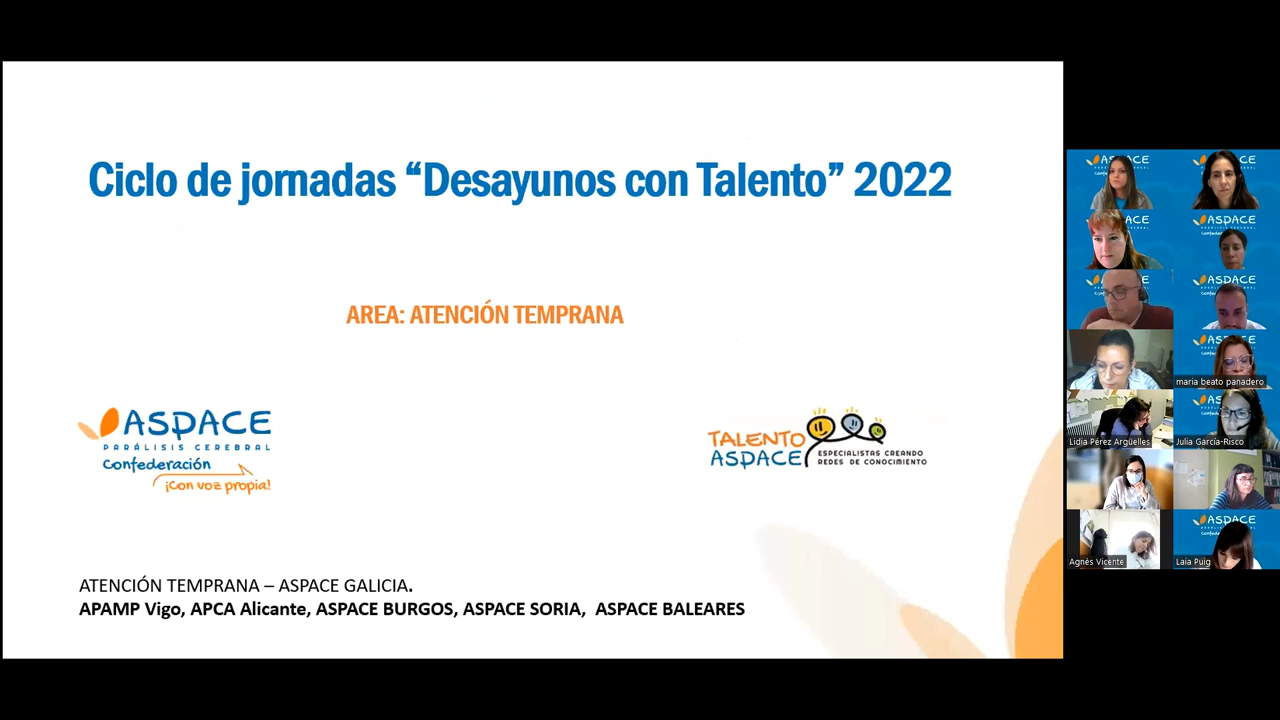 Ciclo de jornadas “Desayunos con Talento” 2022
AREA: ATENCIÓN TEMPRANA
ASPACE
PARÁLISIS CEREBRAL
Confederación
¡Con voz propia!
TALENTO
ASPACE
ESPECIALISTAS CREANDO
REDES DE CONOCIMIENTO
ATENCIÓN TEMPRANA – ASPACE GALICIA.
APAMP Vigo, APCA Alicante, ASPACE BURGOS, ASPACE SORIA, ASPACE BALEARES
maria beato panadero
Lidia Pérez Argüelles
Julia García-Risco
Agnès Vicente
Laia Puig